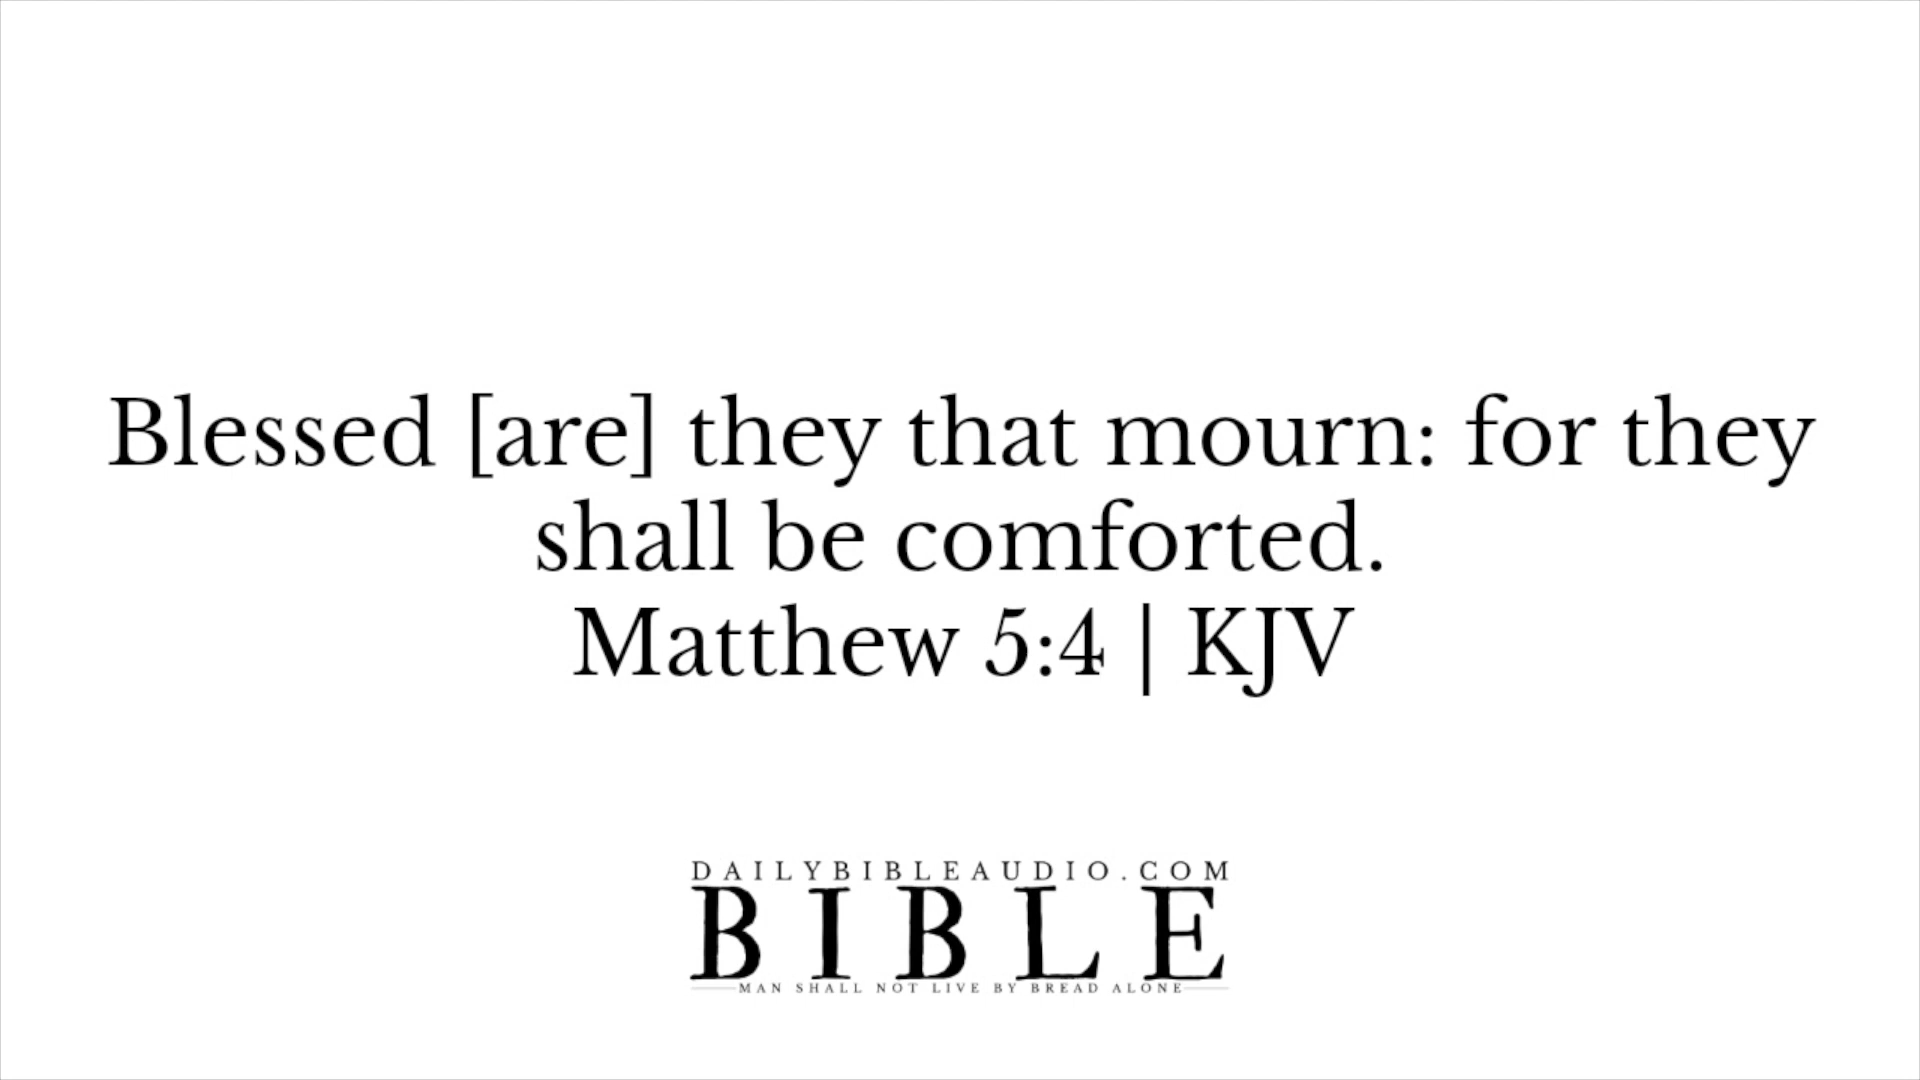 Blessed [are] they that mourn: for they
shall be comforted.
Matthew 5:4 | KJV
DAILYBIBLEAUDIO.COM
BIBLE
MAN SHALL NOT LIVE BY BREAD ALONE